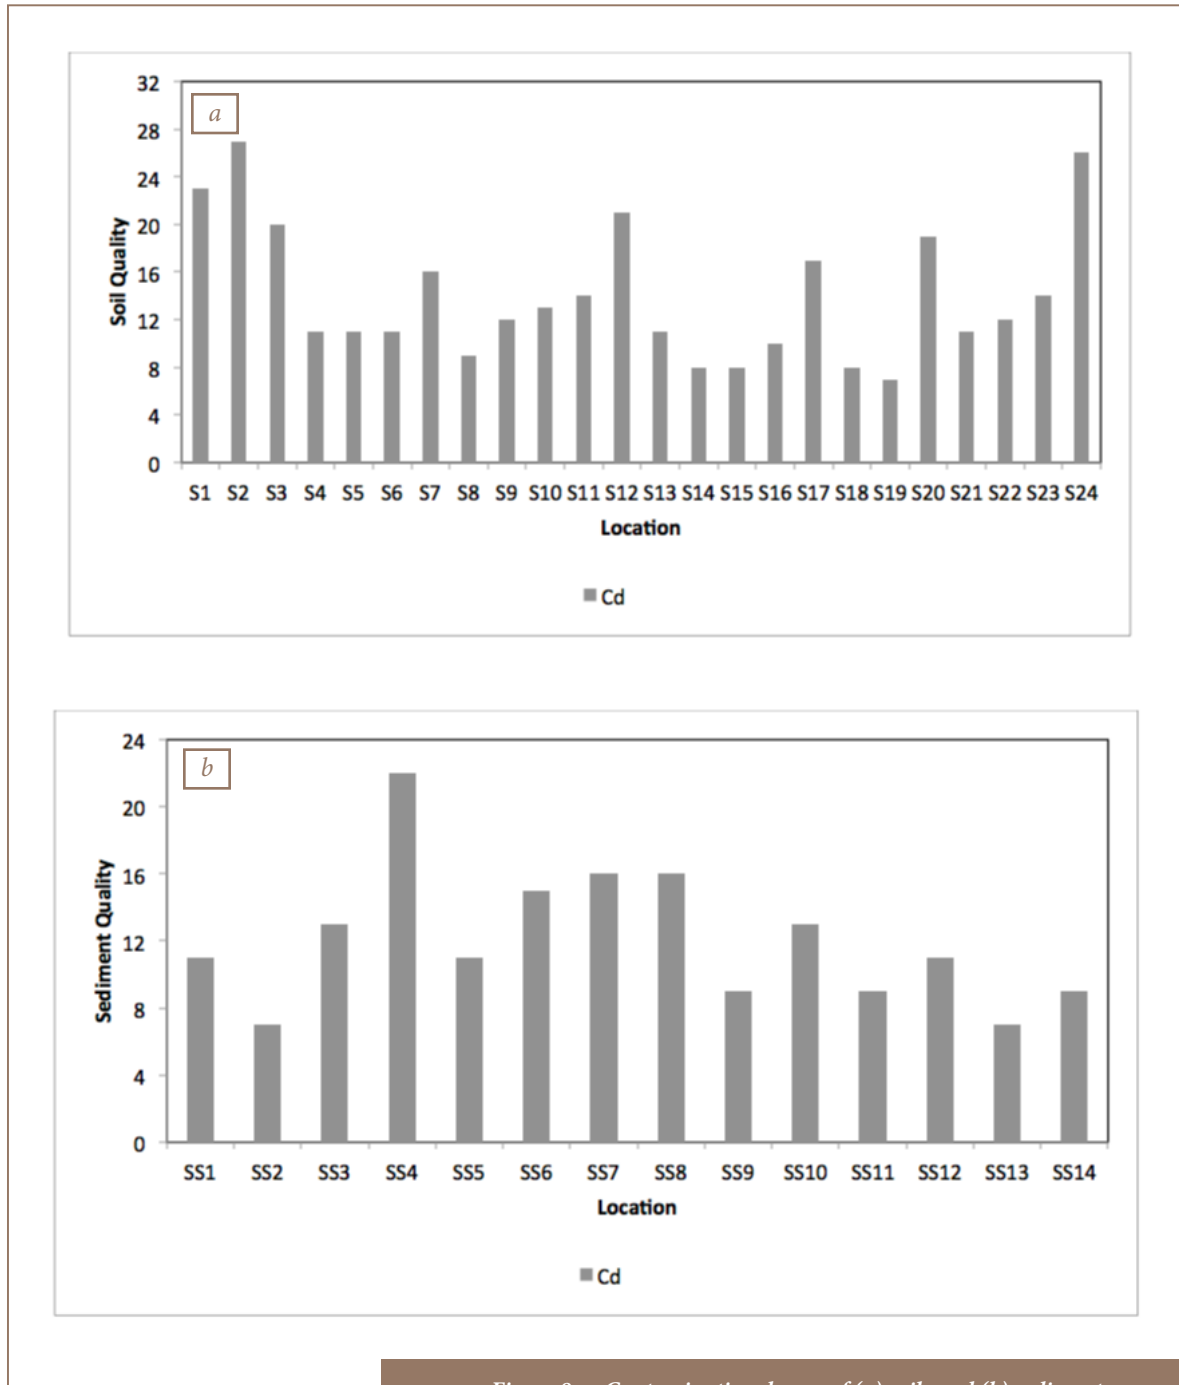 32
a
28
24
20
16
12
8
4
0
Soil Quality
S1 S2 S3 S4 S5 S6 S7 S8 S9 S10 S11 S12 S13 S14 S15 S16 S17 S18 S19 S20 S21 S22 S23 S24
Location
Cd
24
b
20
16
12
8
4
0
Sediment Quality
SS1 SS2 SS3 SS4 SS5 SS6 SS7 SS8 SS9 SS10 SS11 SS12 SS13 SS14
Location
Cd